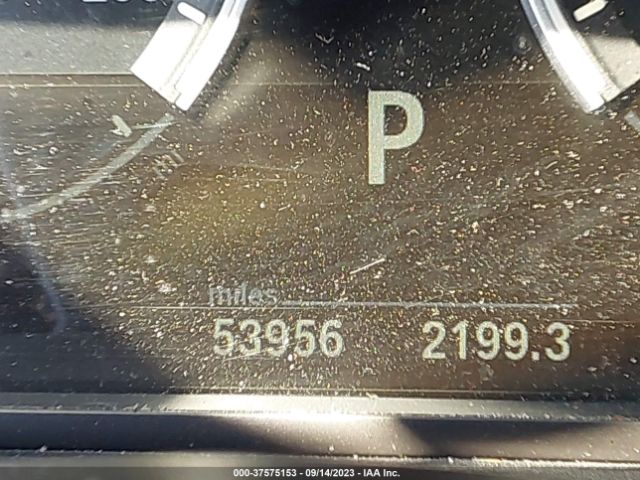 P
miles
53956 2199.3
000-37575153 - 09/14/2023 - IAA Inc.